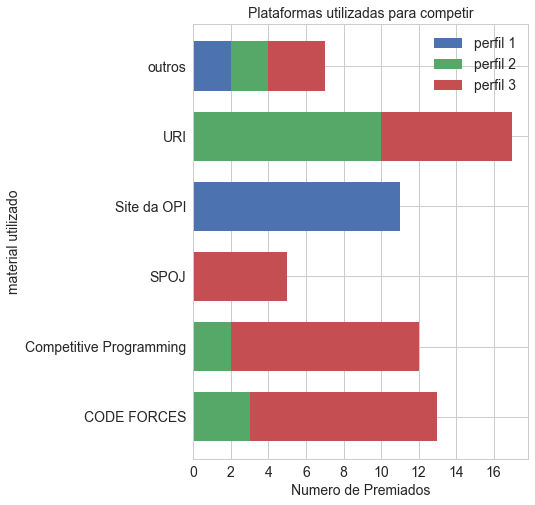 Plataformas utilizadas para competir
perfil 1
perfil 2
perfil 3
outros
URI
Site da OPI
SPOJ
Competitive Programming
CODE FORCES
material utilizado
0 2 4 6 8 10 12 14 16
Numero de Premiados